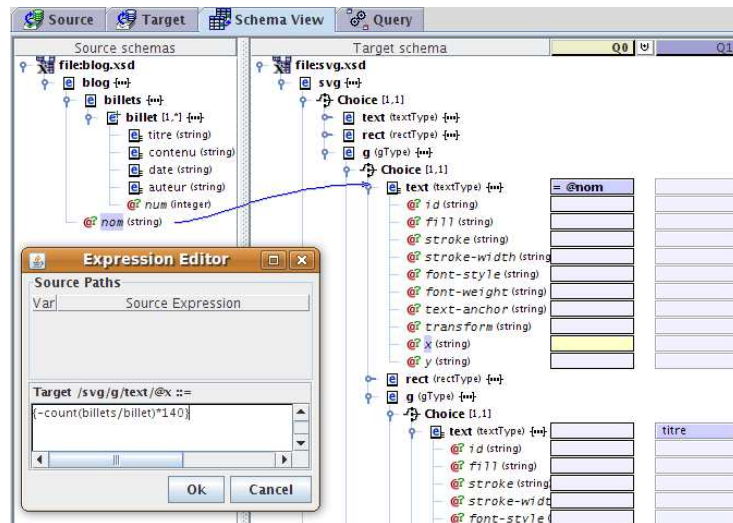 Source Target Schema View Query
Source schemas
file:blog.xsd
blog
billets
billet [1,*]
titre (string)
contenu (string)
date (string)
auteur (string)
@? num (integer)
@? nom (string)
Target schema Q0 Q1
file:svg.xsd
svg
Choice [1,1]
text (textType)
rect (rectType)
g (gType)
Choice [1,1]
text (textType) = @nom
@? id (string)
@? fill (string)
@? stroke (string)
@? stroke-width (string
@? font-style (string)
@? font-weight (string)
@? text-anchor (string)
@? transform (string)
@? x (string)
@? y (string)
rect (rectType)
g (gType)
Choice [1,1]
text (textType) titre
@? id (string)
@? fill (string)
@? stroke (string
@? stroke-widt
@? font-style (
Expression Editor
Source Paths
Var Source Expression
Target /svg/g/text/@x ::=
{-count(billets/billet)*140}
Ok Cancel